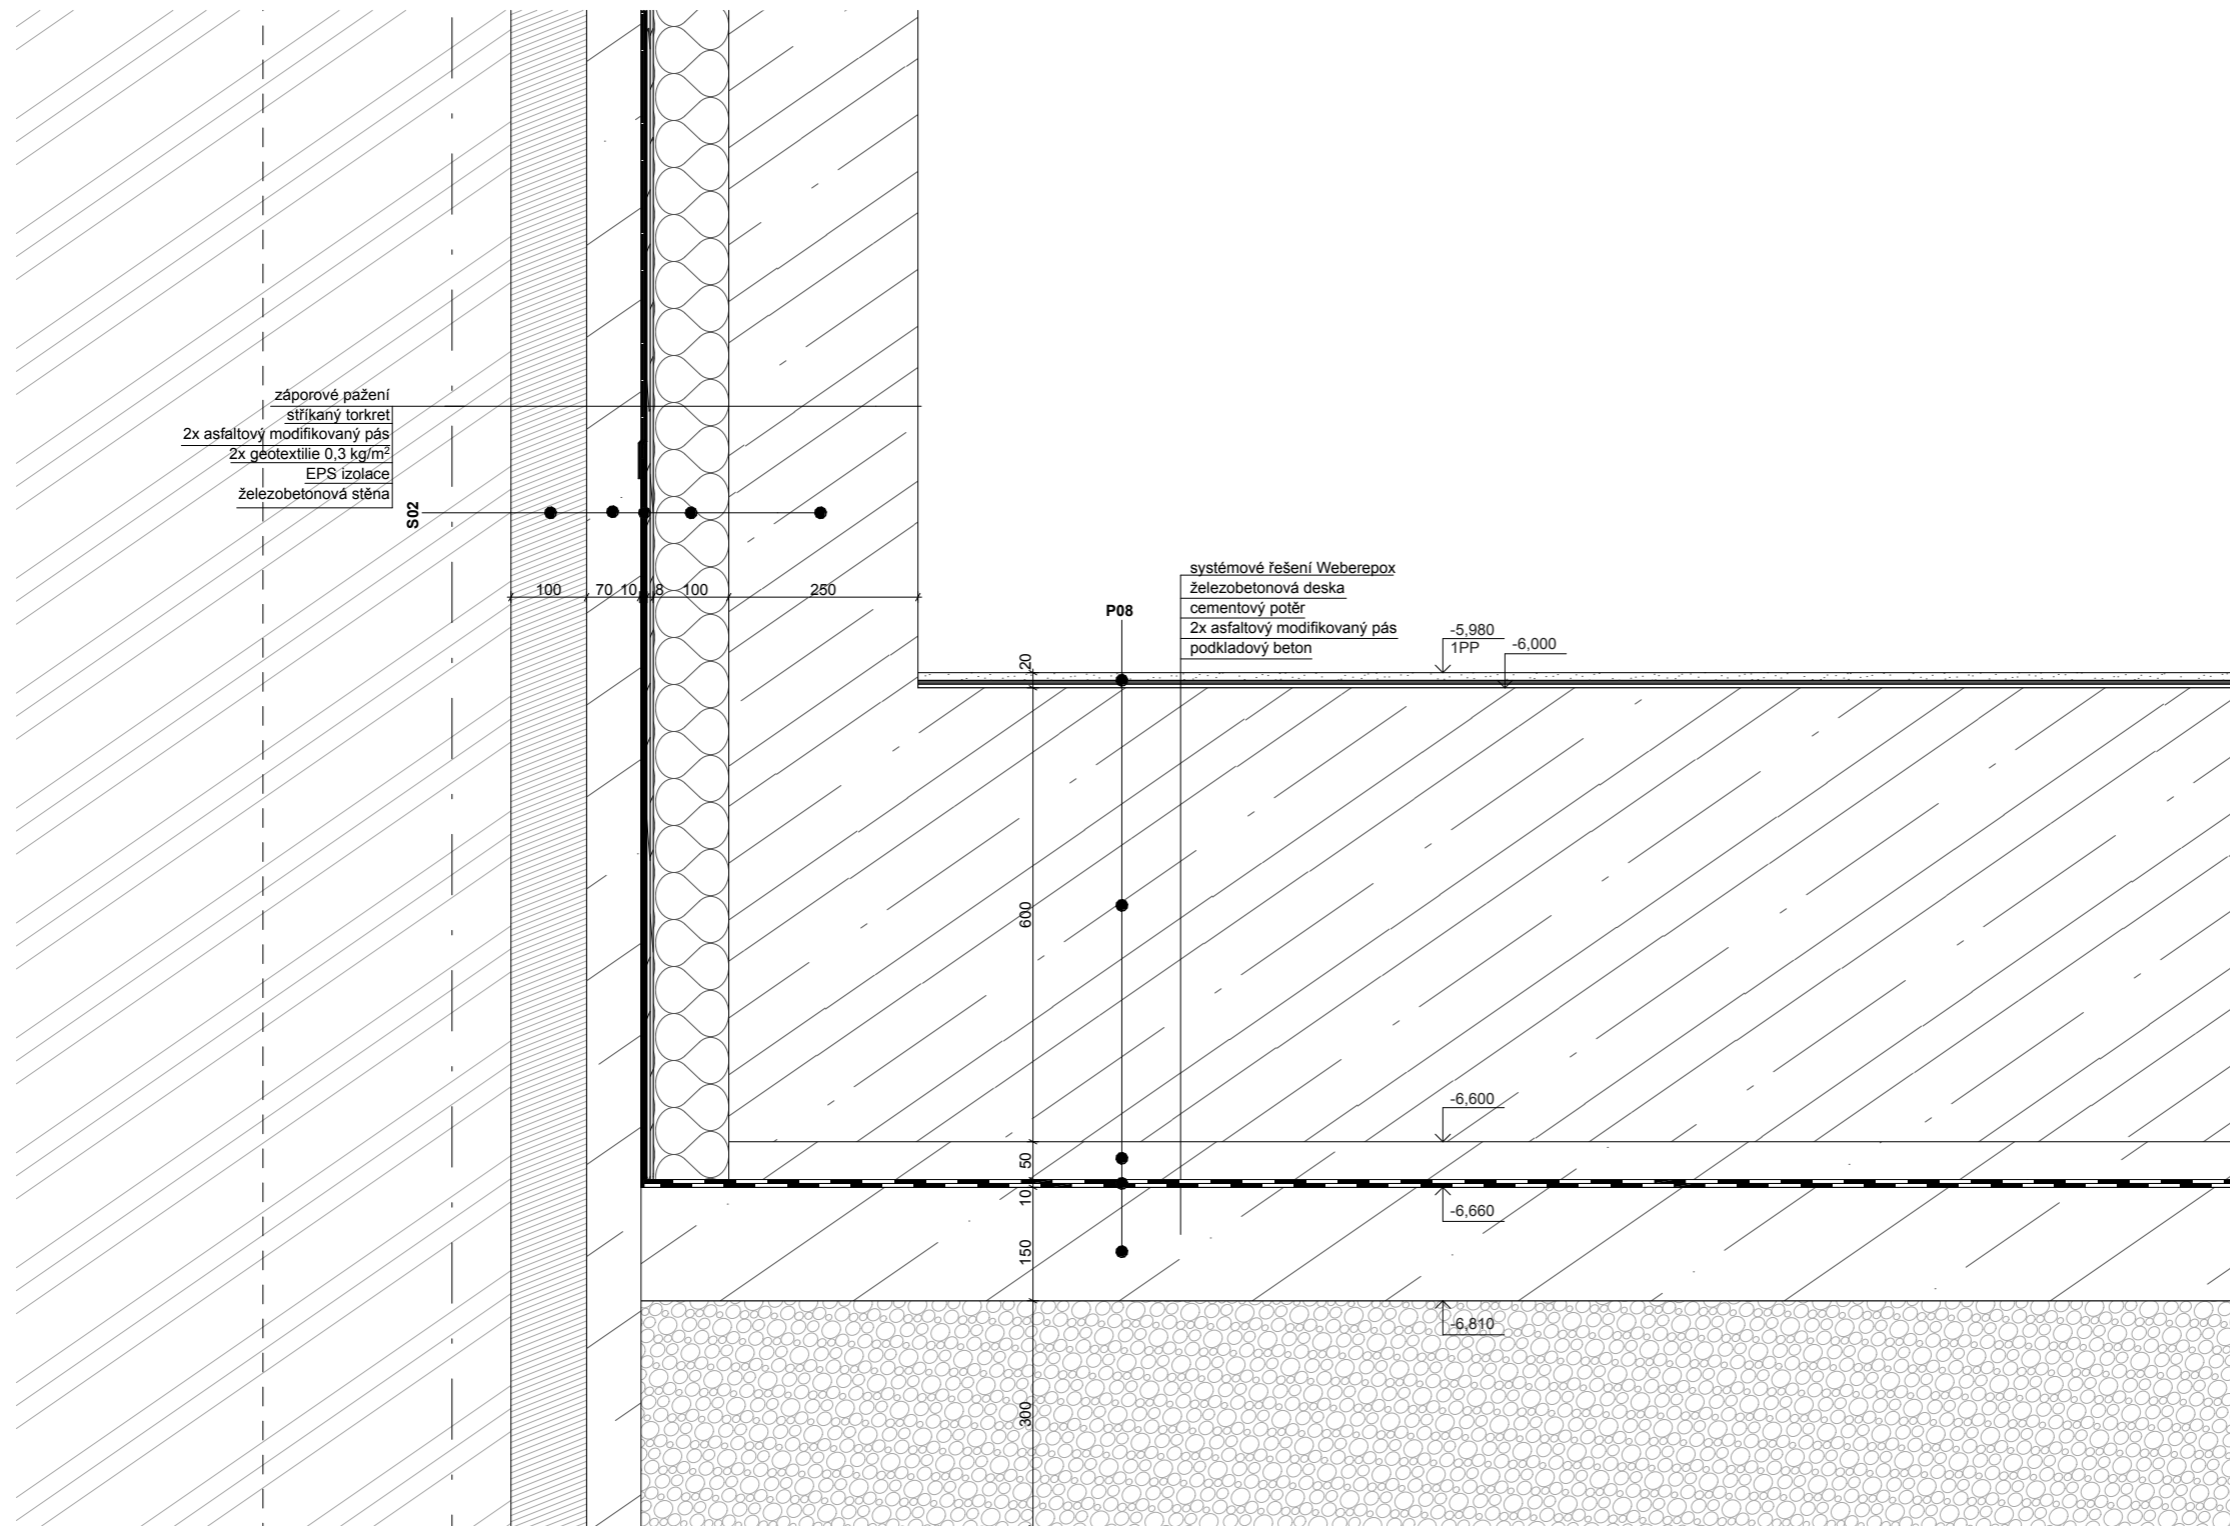 záporové pažení
stříkaný torkret
2x asfaltový modifikovaný pás
2x geotextilie 0,3 kg/m²
EPS izolace
železobetonová stěna
S02
100
70
10
8
100
250
systémové řešení Weberepox
železobetonová deska
cementový potěr
2x asfaltový modifikovaný pás
podkladový beton
P08
-5,980
1PP
-6,000
20
600
-6,600
50
10
-6,660
150
-6,810
300